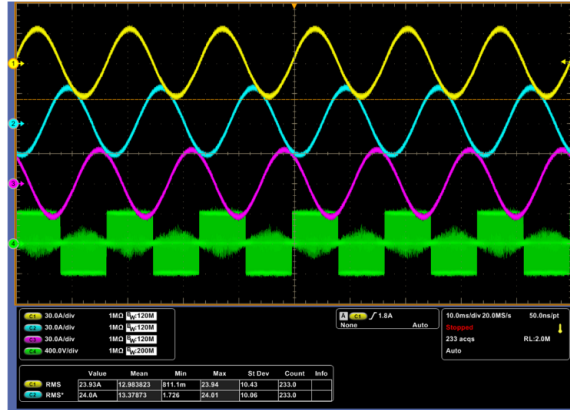 1
2
3
4
C1 30.0A/div 1MΩ BW:120M
C2 30.0A/div 1MΩ BW:120M
C3 30.0A/div 1MΩ BW:120M
C4 400.0V/div 1MΩ BW:200M
A C1 1.8A
None Auto
10.0ms/div 20.0MS/s 50.0ns/pt
Stopped
233 acqs RL:2.0M
Auto
Value Mean Min Max St Dev Count Info
C1 RMS 23.93A 12.983823 811.1m 23.94 10.43 233.0
C2 RMS* 24.0A 13.37873 1.726 24.01 10.06 233.0